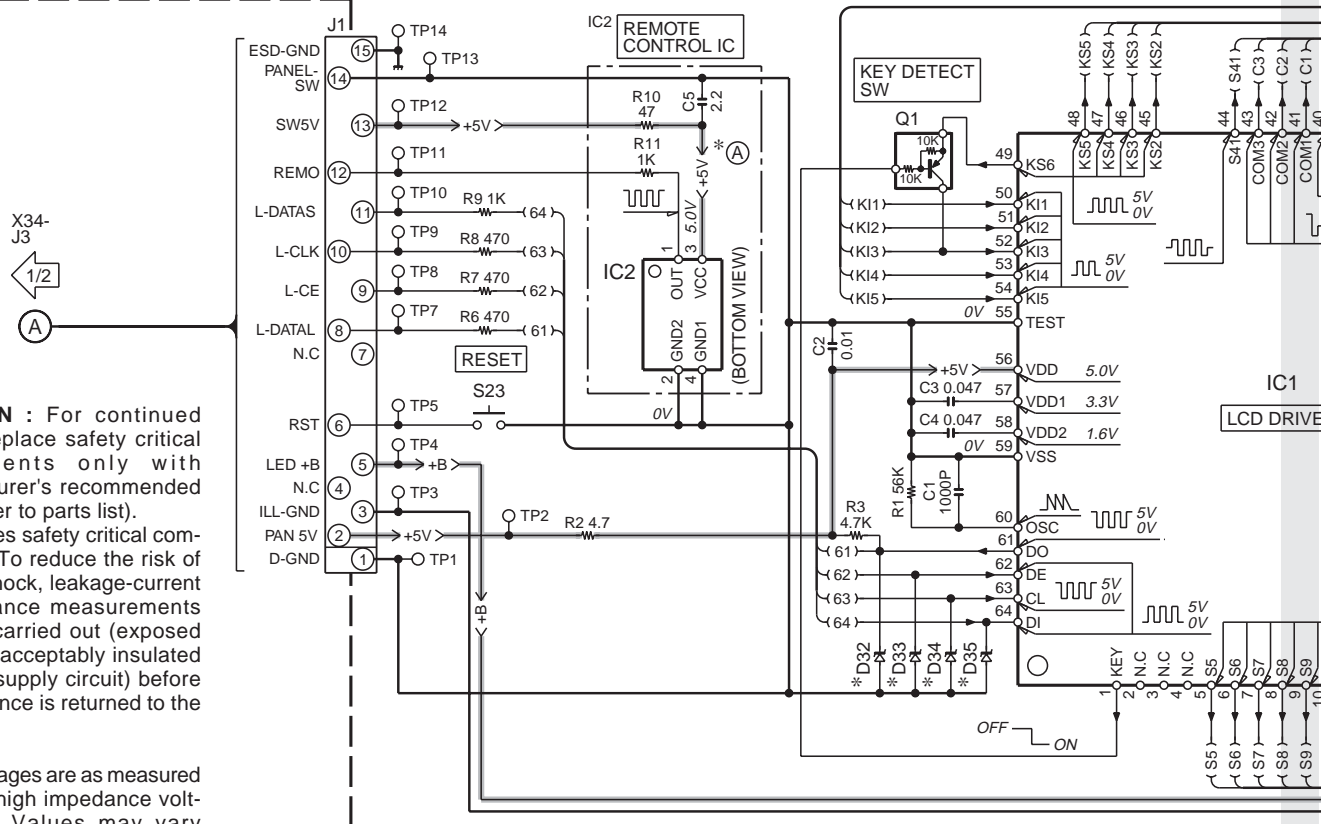 J1
ESD-GND 15 TP14
PANEL-SW 14 TP13
SW5V 13 TP12 +5V
REMO 12 TP11
L-DATAS 11 TP10 R9 1K 64
L-CLK 10 TP9 R8 470 63
L-CE 9 TP8 R7 470 62
L-DATAL 8 TP7 R6 470 61
N.C 7
RST 6 TP5
LED +B 5 TP4 +B
N.C 4
ILL-GND 3 TP3
PAN 5V 2 +5V TP2 R2 4.7
D-GND 1 TP1
X34-
J3
1/2
A
RESET
S23
+B
IC2
REMOTE
CONTROL IC
R10
47
C5
2.2
R11
1K
* A
+5V
5.0V
1 3
IC2
OUT VCC
GND2 GND1
2 4
(BOTTOM VIEW)
0V
KEY DETECT
SW
Q1
10K
10K
49 KS6
KI1 50 KI1
KI2 51 KI2
KI3 52 KI3
KI4 53 KI4
KI5 54 KI5
0V 55 TEST
C2
0.01
+5V 56 VDD 5.0V
C3 0.047 57 VDD1 3.3V
C4 0.047 58 VDD2 1.6V
0V 59 VSS
R1 56K
C1
1000P
60 OSC
R3
4.7K
61 61 DO
62 62 DE
63 63 CL
64 64 DI
5V
0V
5V
0V
5V
0V
5V
0V
5V
0V
KS5 KS4 KS3 KS2 S41 C3 C2 C1
48 47 46 45 44 43 42 41 40
KS5 KS4 KS3 KS2 S41 COM3 COM2 COM1
IC1
LCD DRIVE
*D32 *D33 *D34 *D35
KEY N.C N.C N.C S5 S6 S7 S8 S9
1 2 3 4 5 6 7 8 9 10
S5 S6 S7 S8 S9
OFF ON
N : For continued
eplace safety critical
ents only with
urer's recommended
er to parts list).
es safety critical com-
To reduce the risk of
hock, leakage-current
ance measurements
carried out (exposed
acceptably insulated
supply circuit) before
nce is returned to the
ages are as measured
high impedance volt-
Values may vary